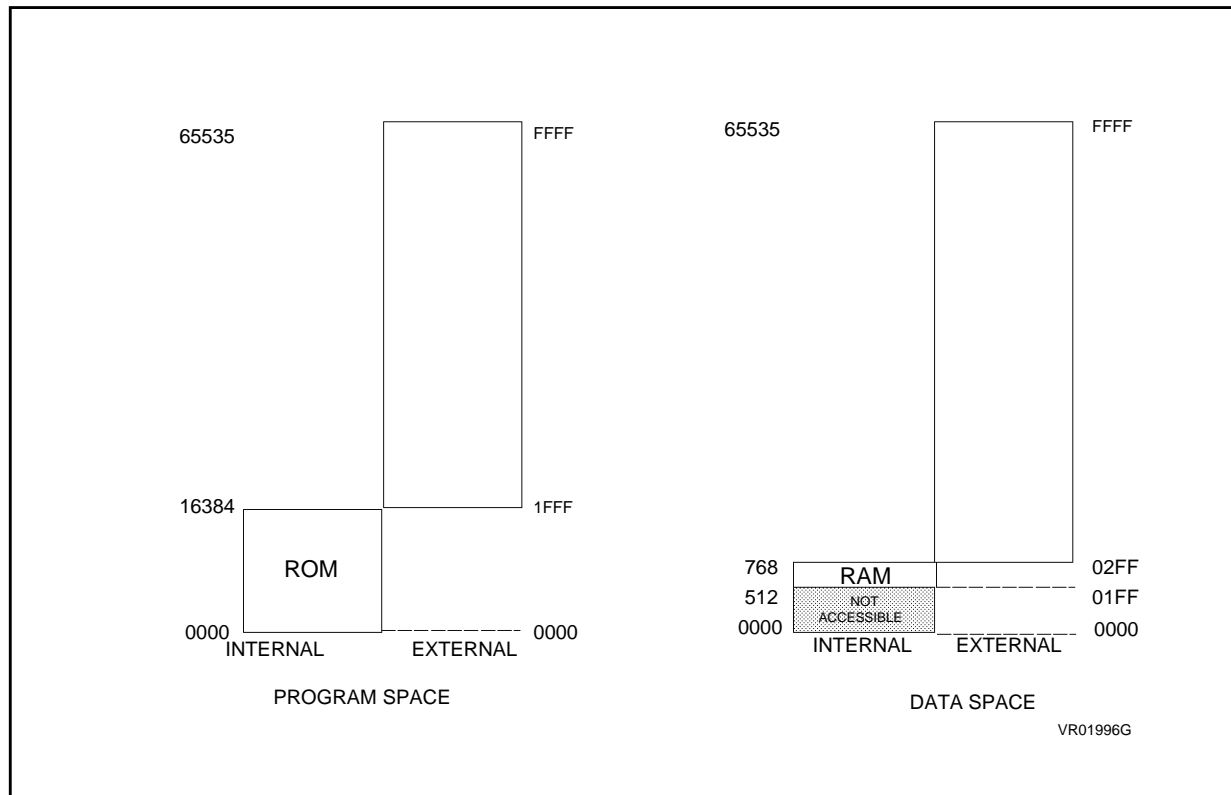 65535
FFFF
16384
1FFF
ROM
0000
0000
INTERNAL
EXTERNAL
PROGRAM SPACE
65535
FFFF
768
RAM
02FF
512
NOT
ACCESSIBLE
01FF
0000
0000
INTERNAL
EXTERNAL
DATA SPACE
VR01996G